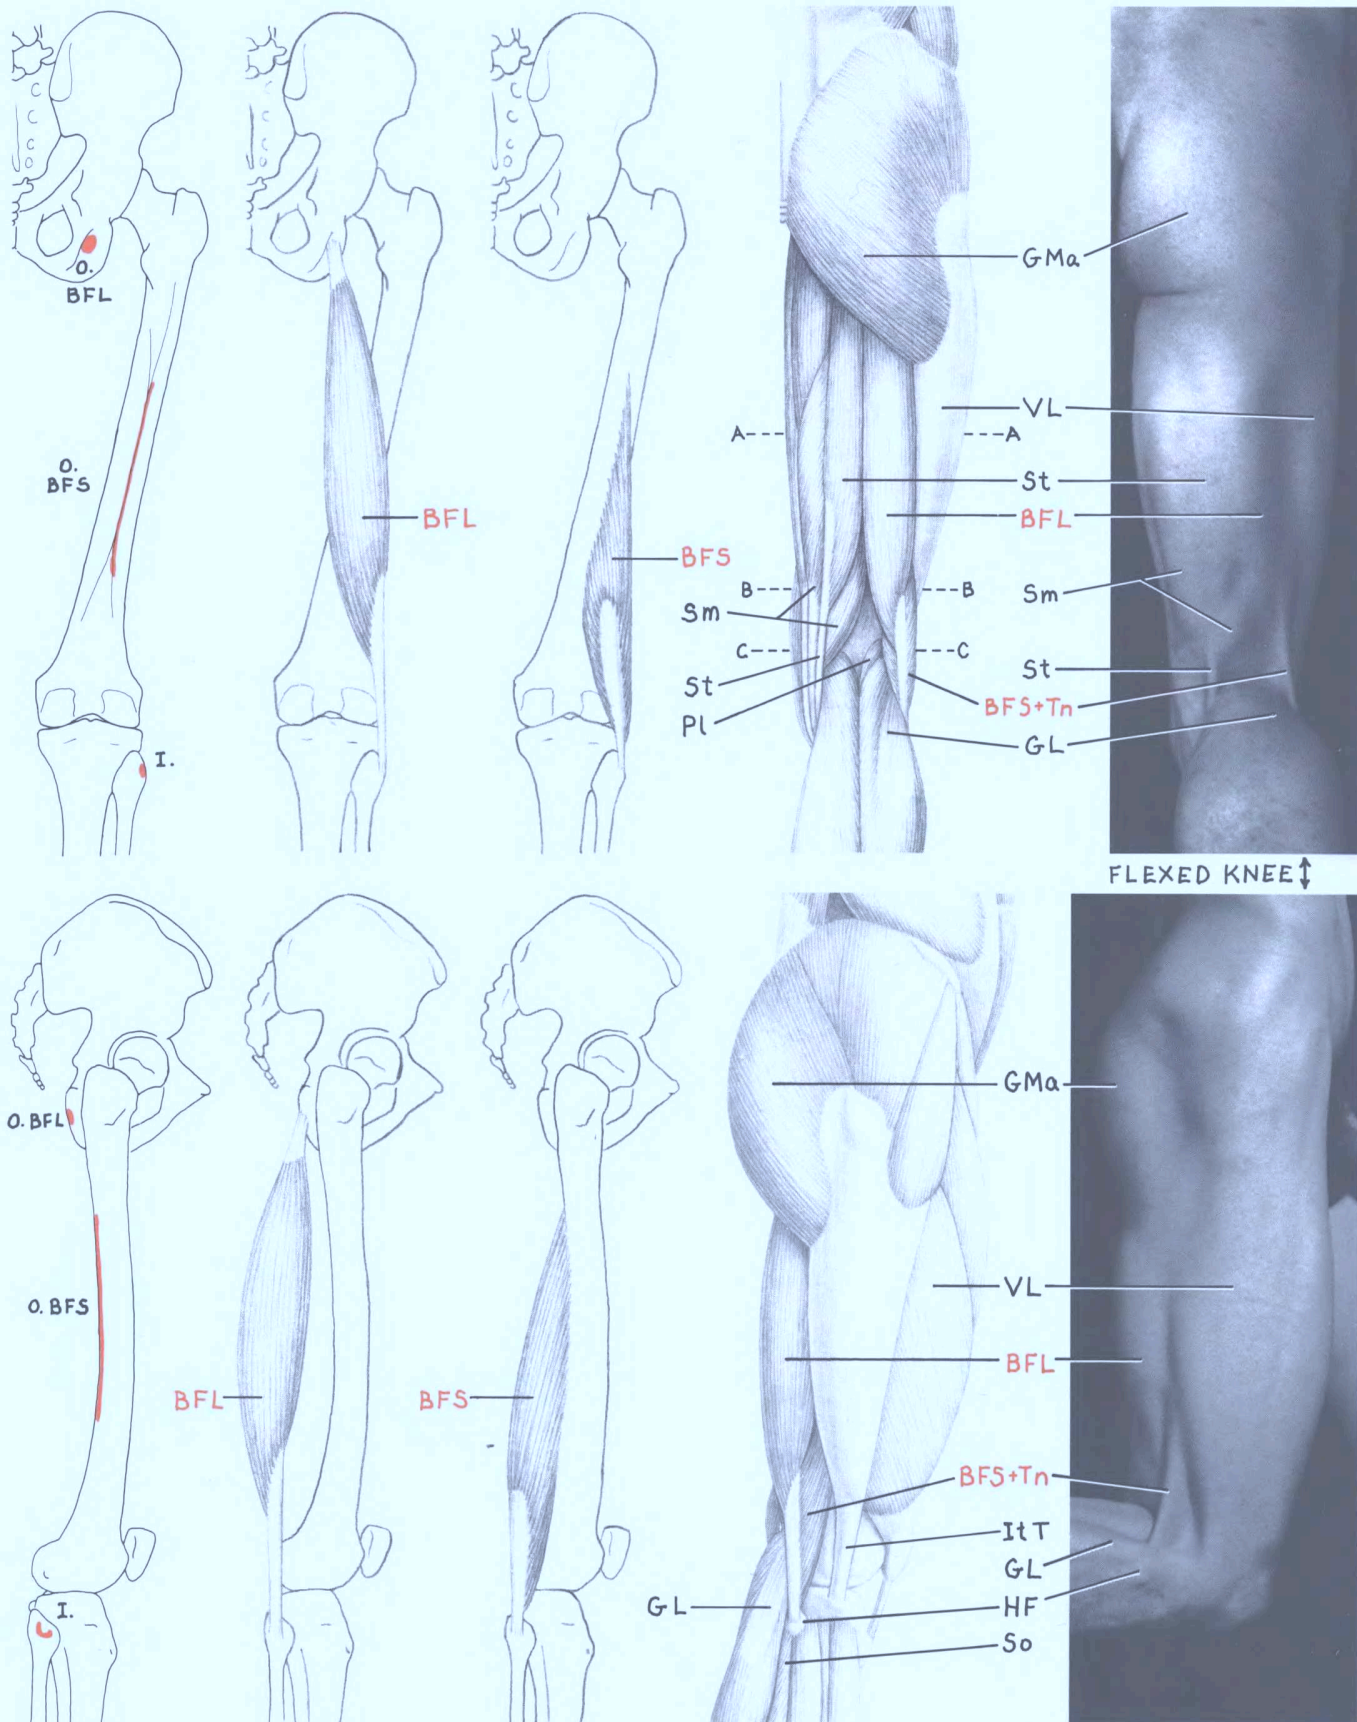 O.
BFL
O.
BFS
I.
BFL
BFS
GMa
VL
A
A
St
BFL
B
B
Sm
Sm
C
C
St
St
BFS+Tn
Pl
GL
FLEXED KNEE ↕
O. BFL
O. BFS
I.
BFL
BFS
GMa
VL
BFL
BFS+Tn
ItT
GL
GL
HF
So